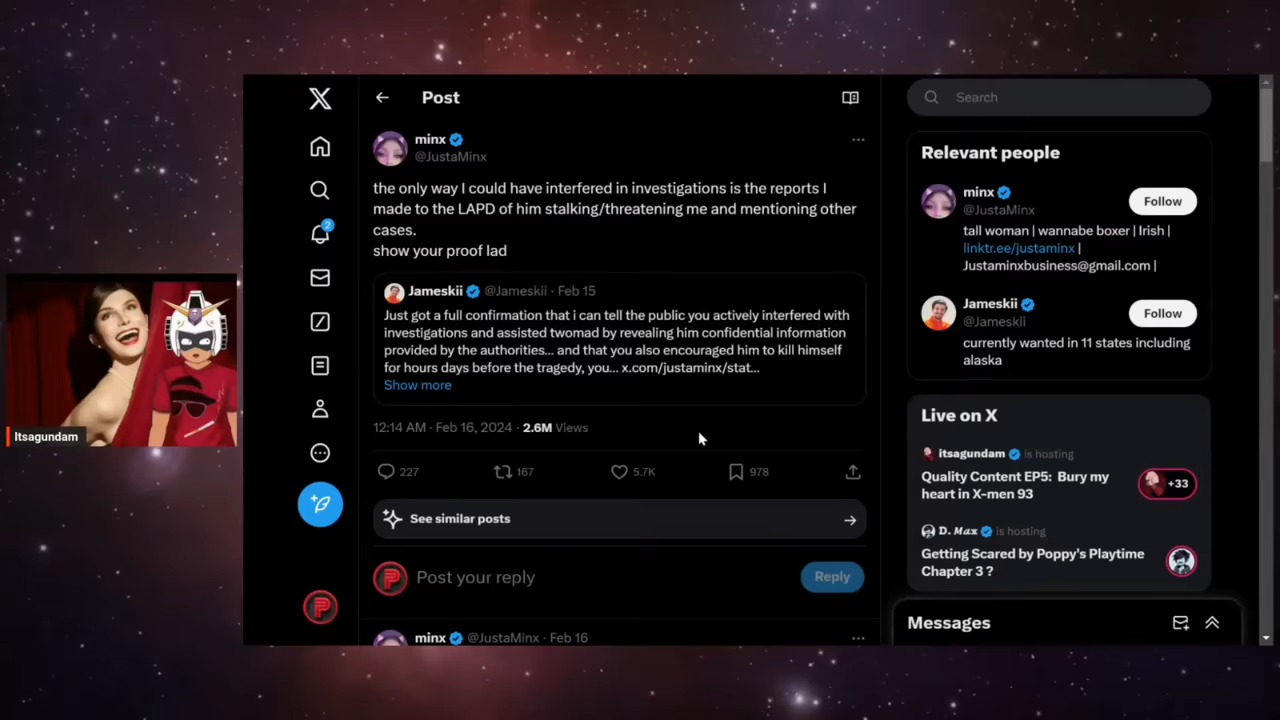 Post
minx
@JustaMinx
the only way I could have interfered in investigations is the reports I
made to the LAPD of him stalking/threatening me and mentioning other
cases.
show your proof lad
Jameskii @Jameskii · Feb 15
Just got a full confirmation that i can tell the public you actively interfered with
investigations and assisted twomad by revealing him confidential information
provided by the authorities... and that you also encouraged him to kill himself
for hours days before the tragedy, you... x.com/justaminx/stat...
Show more
12:14 AM · Feb 16, 2024 · 2.6M Views
227 167 5.7K 978
See similar posts
Post your reply
Reply
minx @JustaMinx · Feb 16
2
Search
Relevant people
minx
@JustaMinx
Follow
tall woman | wannabe boxer | Irish |
linktr.ee/justaminx |
Justaminxbusiness@gmail.com |
Jameskii
@Jameskii
Follow
currently wanted in 11 states including
alaska
Live on X
itsagundam is hosting
Quality Content EP5: Bury my
heart in X-men 93
+33
D. Max is hosting
Getting Scared by Poppy's Playtime
Chapter 3 ?
Messages
Itsagundam